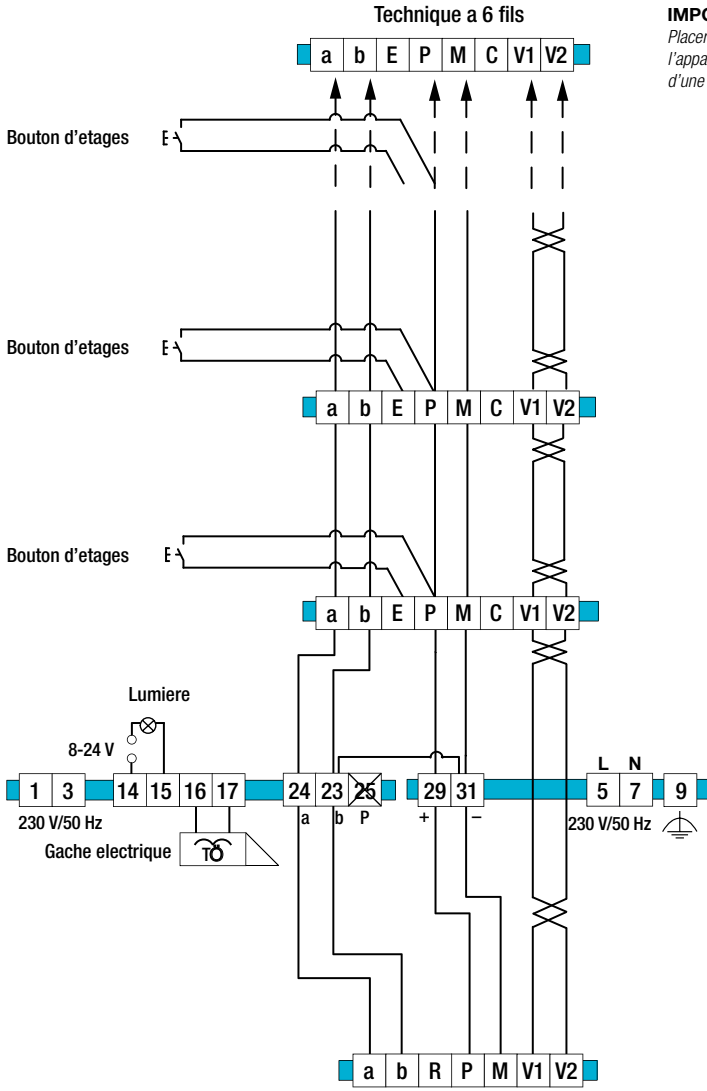 Technique a 6 fils
IMPO
Placer
l'appa
d'une
a b E P M C V1 V2
Bouton d'etages E
Bouton d'etages E
a b E P M C V1 V2
Bouton d'etages E
a b E P M C V1 V2
Lumiere
8-24 V
L N
1 3 14 15 16 17 24 23 25 29 31 5 7 9
230 V/50 Hz a b P + – 230 V/50 Hz
Gache electrique TÖ
a b R P M V1 V2